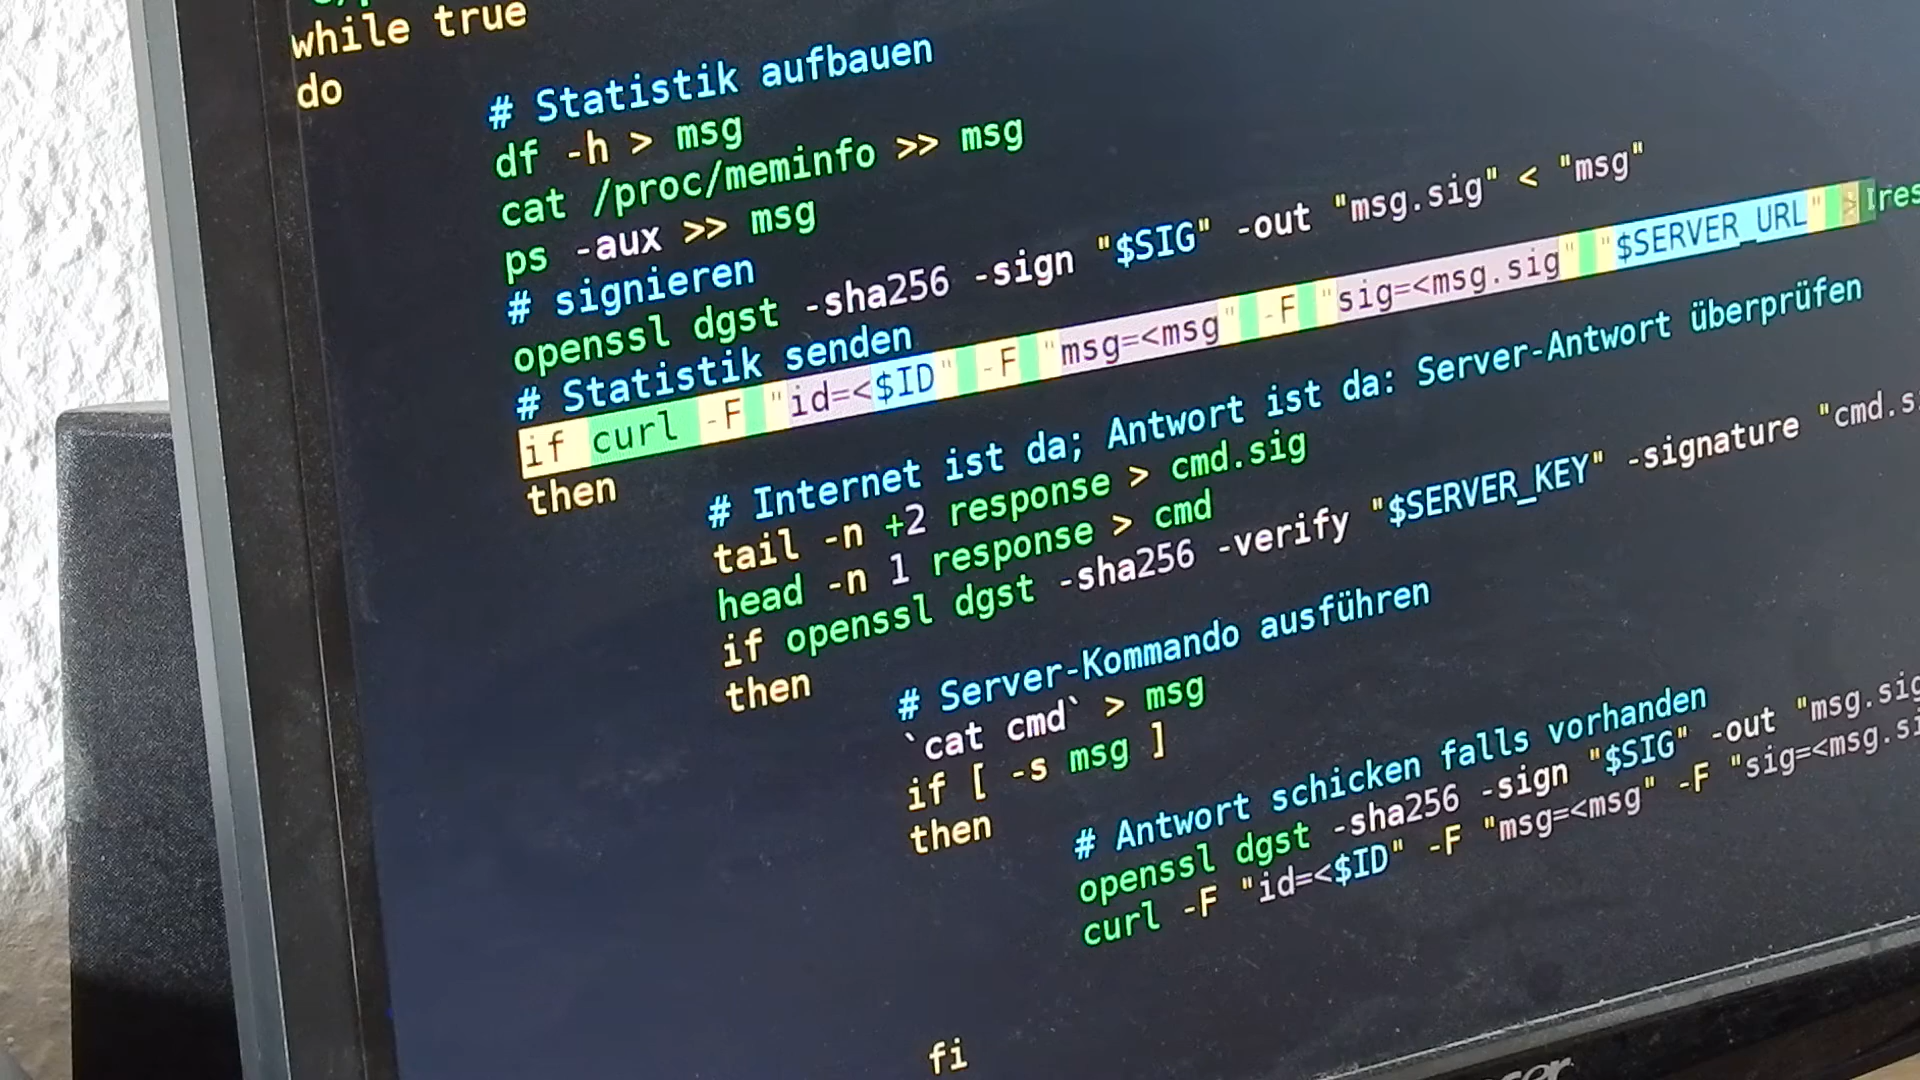 while true
do
# Statistik aufbauen
df -h > msg
cat /proc/meminfo >> msg
ps -aux >> msg
# signieren
openssl dgst -sha256 -sign "$SIG" -out "msg.sig" < "msg"
# Statistik senden
if curl -F "id=<$ID" -F "msg=<msg" -F "sig=<msg.sig" "$SERVER_URL" > res
then
# Internet ist da; Antwort ist da: Server-Antwort überprüfen
tail -n +2 response > cmd.sig
head -n 1 response > cmd
if openssl dgst -sha256 -verify "$SERVER_KEY" -signature "cmd.s
then
# Server-Kommando ausführen
`cat cmd` > msg
if [ -s msg ]
then
# Antwort schicken falls vorhanden
openssl dgst -sha256 -sign "$SIG" -out "msg.sig
curl -F "id=<$ID" -F "msg=<msg" -F "sig=<msg.si
fi